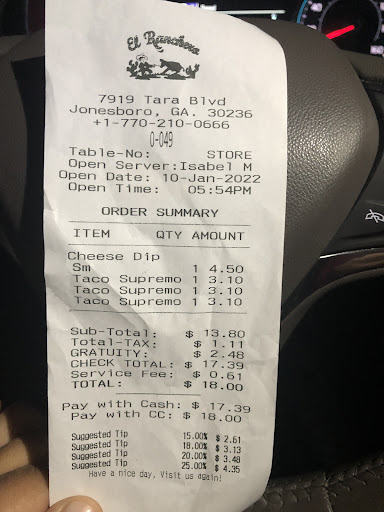 El Ranchero
7919 Tara Blvd
Jonesboro, GA. 30236
+1-770-210-0666
O-049
Table-No: STORE
Open Server:Isabel M
Open Date: 10-Jan-2022
Open Time: 05:54PM
ORDER SUMMARY
ITEM QTY AMOUNT
Cheese Dip
Sm 1 4.50
Taco Supremo 1 3.10
Taco Supremo 1 3.10
Taco Supremo 1 3.10
Sub-Total: $ 13.80
Total-TAX: $ 1.11
GRATUITY: $ 2.48
CHECK TOTAL: $ 17.39
Service Fee: $ 0.61
TOTAL: $ 18.00
Pay with Cash: $ 17.39
Pay with CC: $ 18.00
Suggested Tip 15.00% $ 2.61
Suggested Tip 18.00% $ 3.13
Suggested Tip 20.00% $ 3.48
Suggested Tip 25.00% $ 4.35
Have a nice day, Visit us again!